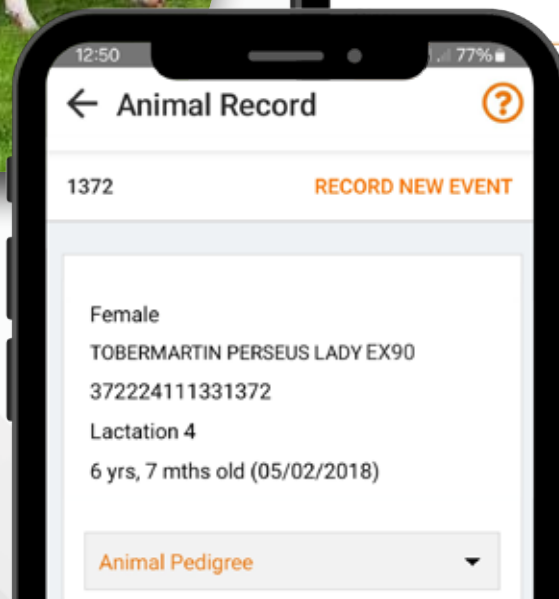 12:50 77%
Animal Record ?
1372 RECORD NEW EVENT
Female
TOBERMARTIN PERSEUS LADY EX90
372224111331372
Lactation 4
6 yrs, 7 mths old (05/02/2018)
Animal Pedigree